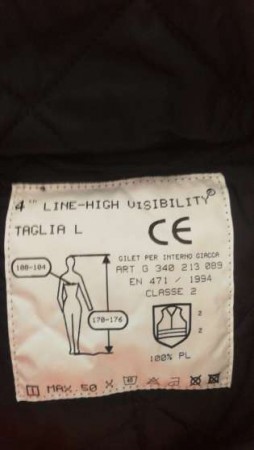 4™ LINE-HIGH VISIBILITY®
TAGLIA L
CE
100-104
GILET PER INTERNO GIACCA
ART G 340 213 089
EN 471 / 1994
CLASSE 2
170-176
2
2
100% PL
MAX 50 X